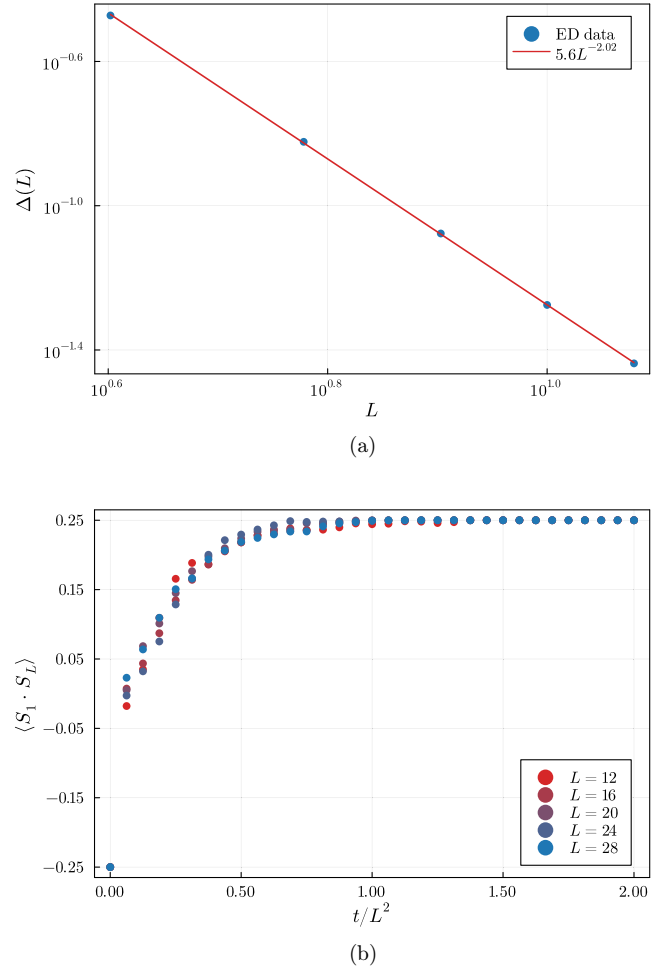 10^{-0.6}
10^{-1.0}
10^{-1.4}
Δ(L)
ED data
5.6L^{-2.02}
10^{0.6} 10^{0.8} 10^{1.0}
L
(a)
0.25
0.15
0.05
−0.05
−0.15
−0.25
⟨S_1 · S_L⟩
L = 12
L = 16
L = 20
L = 24
L = 28
0.00 0.50 1.00 1.50 2.00
t/L^2
(b)